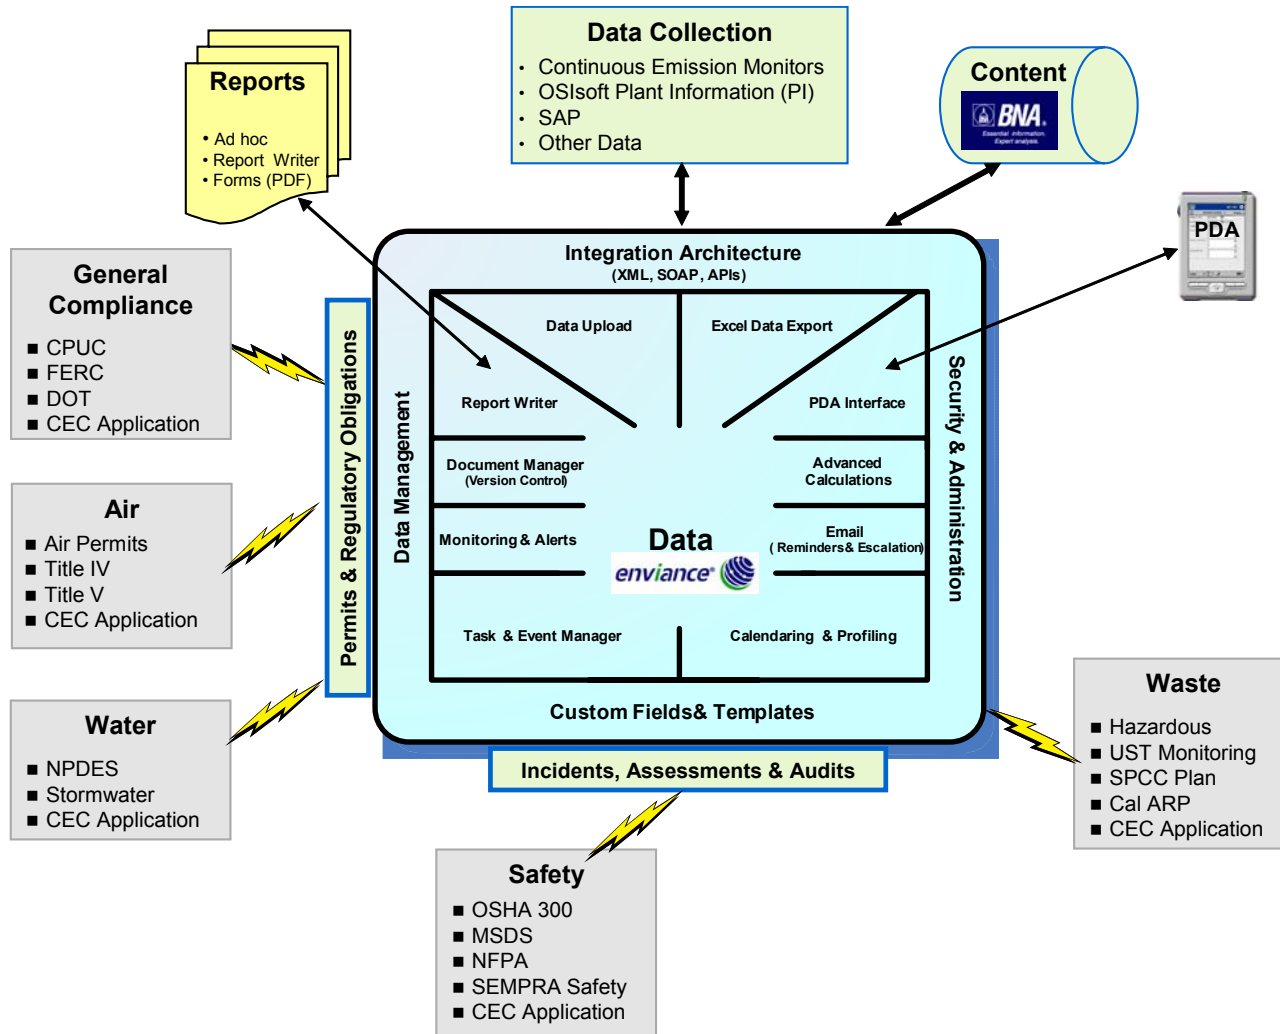 Reports
• Ad hoc
• Report Writer
• Forms (PDF)
Data Collection
• Continuous Emission Monitors
• OSIsoft Plant Information (PI)
• SAP
• Other Data
Content
BNA®
Essential information.
Expert analysis.
PDA
General
Compliance
■ CPUC
■ FERC
■ DOT
■ CEC Application
Air
■ Air Permits
■ Title IV
■ Title V
■ CEC Application
Water
■ NPDES
■ Stormwater
■ CEC Application
Permits & Regulatory Obligations
Integration Architecture
(XML, SOAP, APIs)
Data Management
Security & Administration
Data Upload
Excel Data Export
Report Writer
PDA Interface
Document Manager
(Version Control)
Advanced
Calculations
Monitoring & Alerts
Data
enviance®
Email
( Reminders& Escalation)
Task & Event Manager
Calendaring & Profiling
Custom Fields& Templates
Incidents, Assessments & Audits
Safety
■ OSHA 300
■ MSDS
■ NFPA
■ SEMPRA Safety
■ CEC Application
Waste
■ Hazardous
■ UST Monitoring
■ SPCC Plan
■ Cal ARP
■ CEC Application